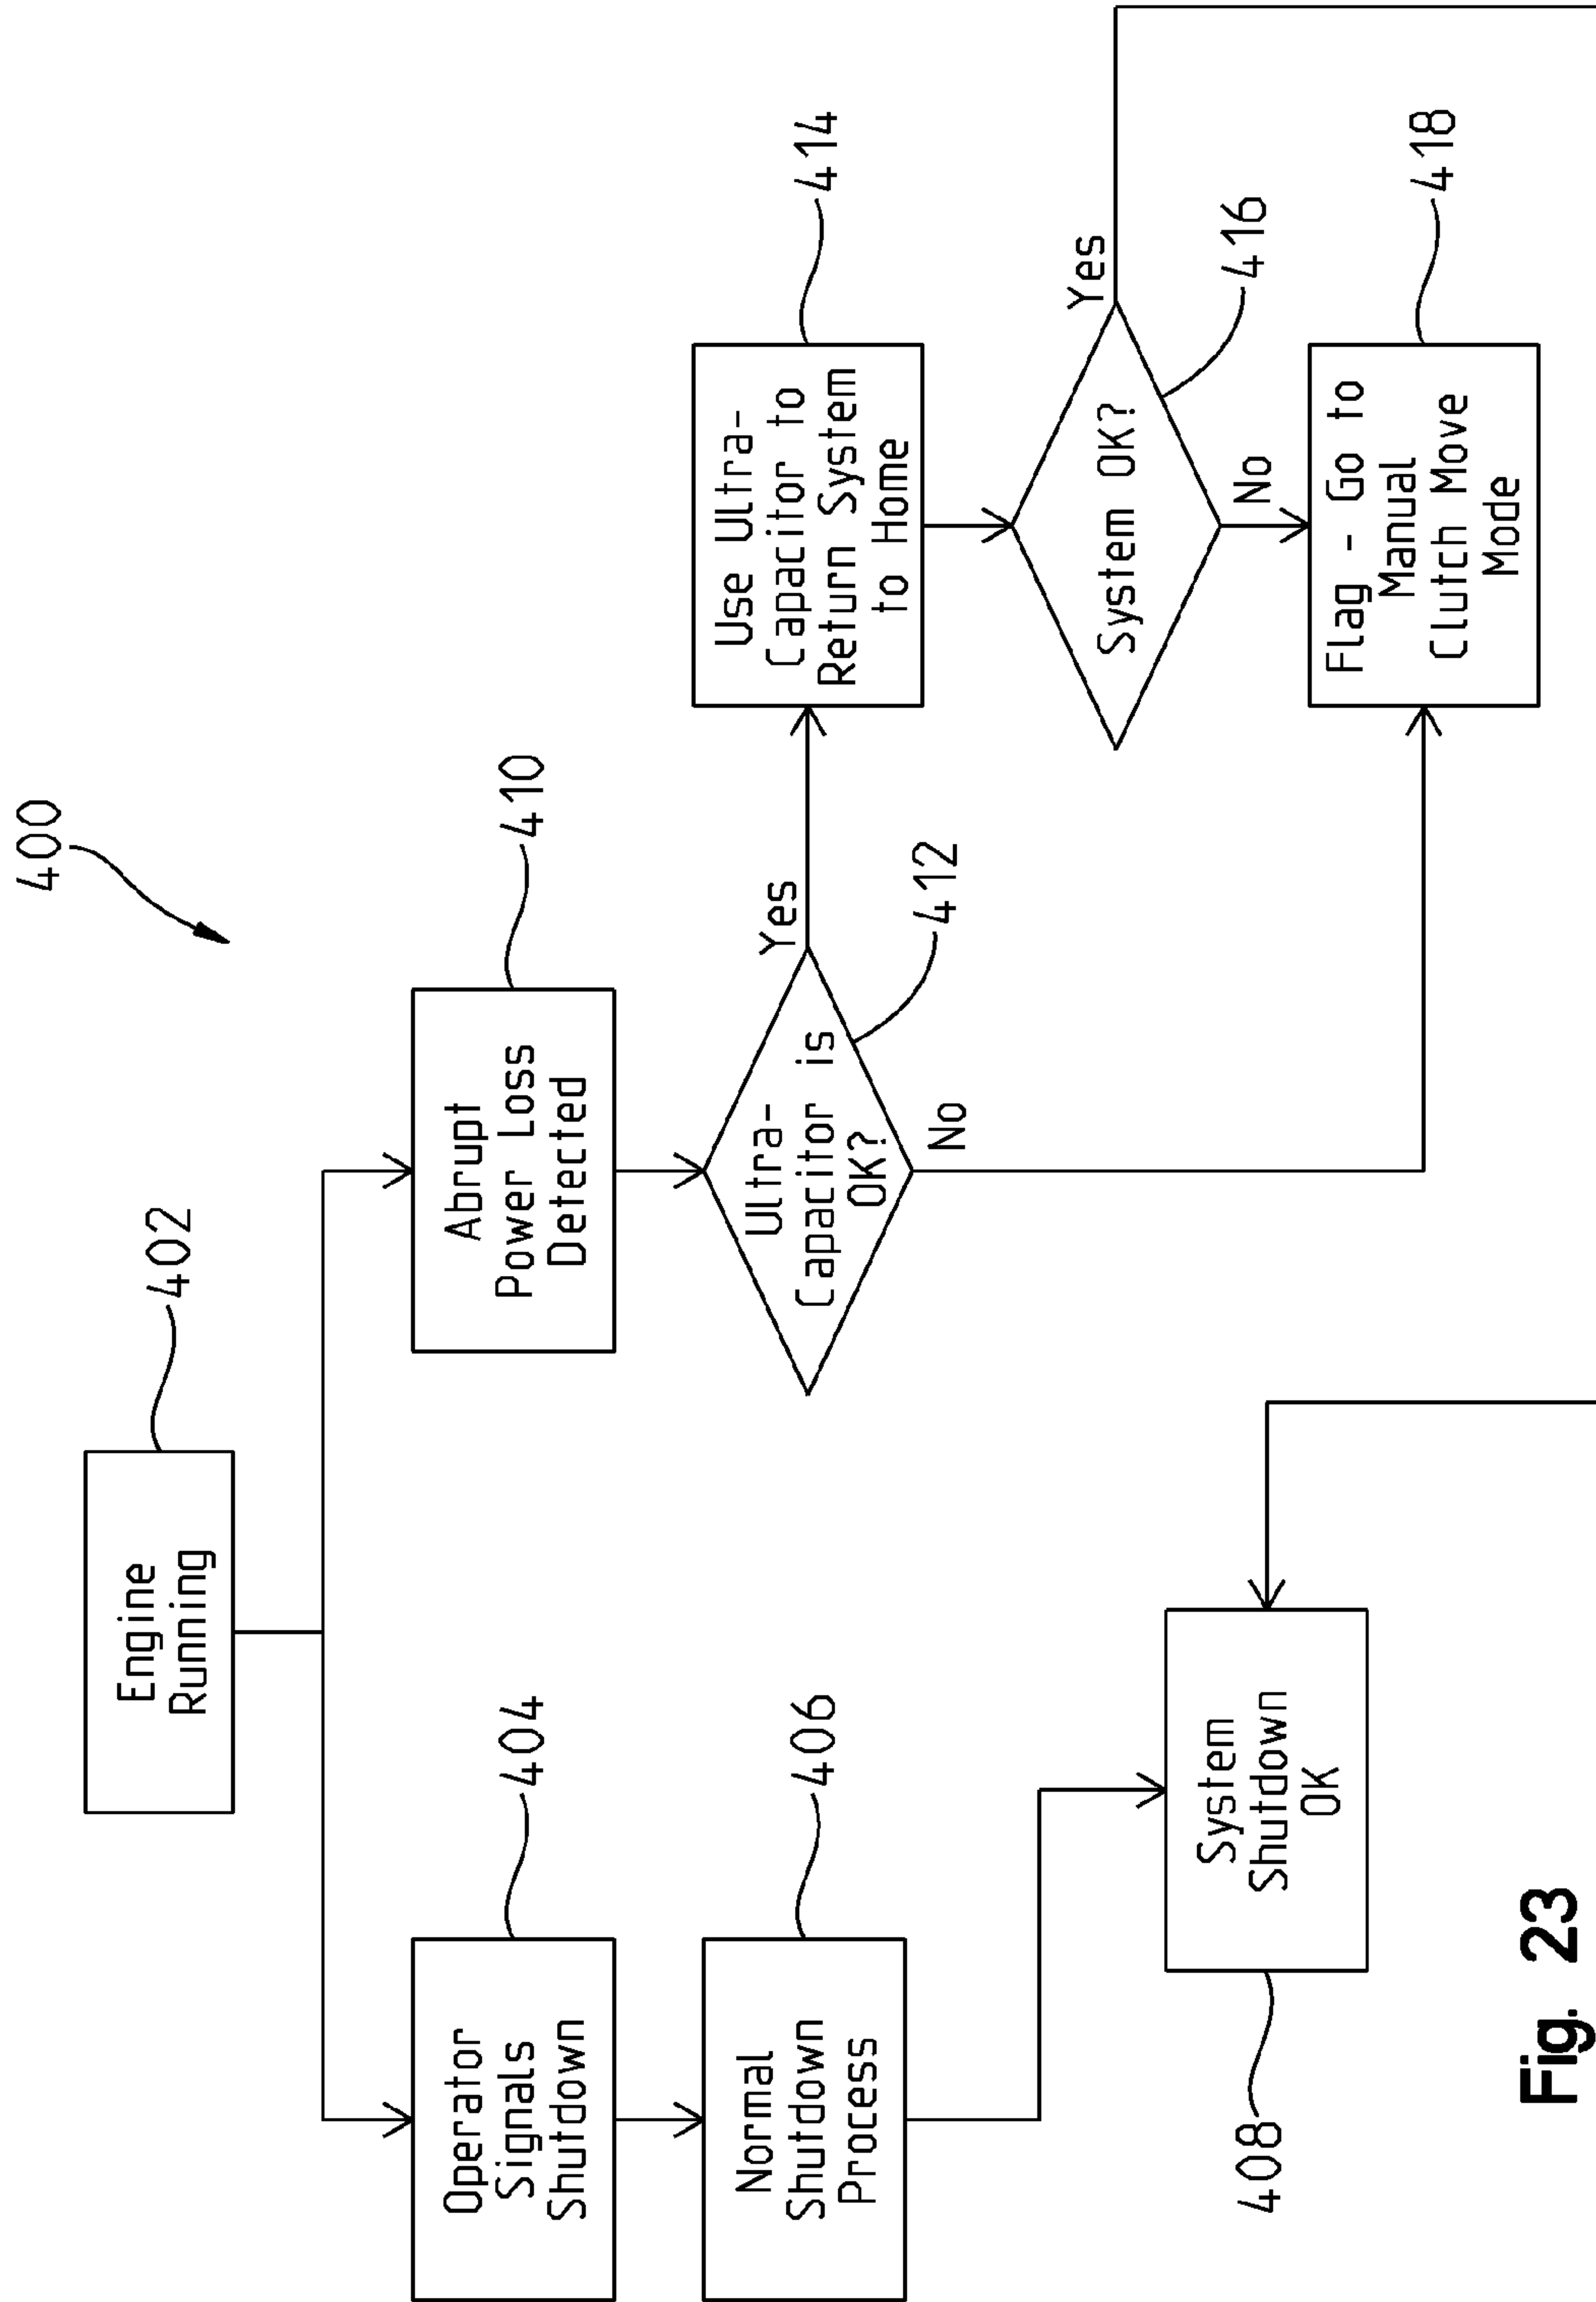 400
402
Engine
Running
404
Operator
Signals
Shutdown
410
Abrupt
Power Loss
Detected
406
Normal
Shutdown
Process
412
Ultra-
Capacitor is
OK?
Yes
No
414
Use Ultra-
Capacitor to
Return System
to Home
408
System
Shutdown
OK
416
System OK?
Yes
No
418
Flag - Go to
Manual
Clutch Move
Mode
Fig. 23